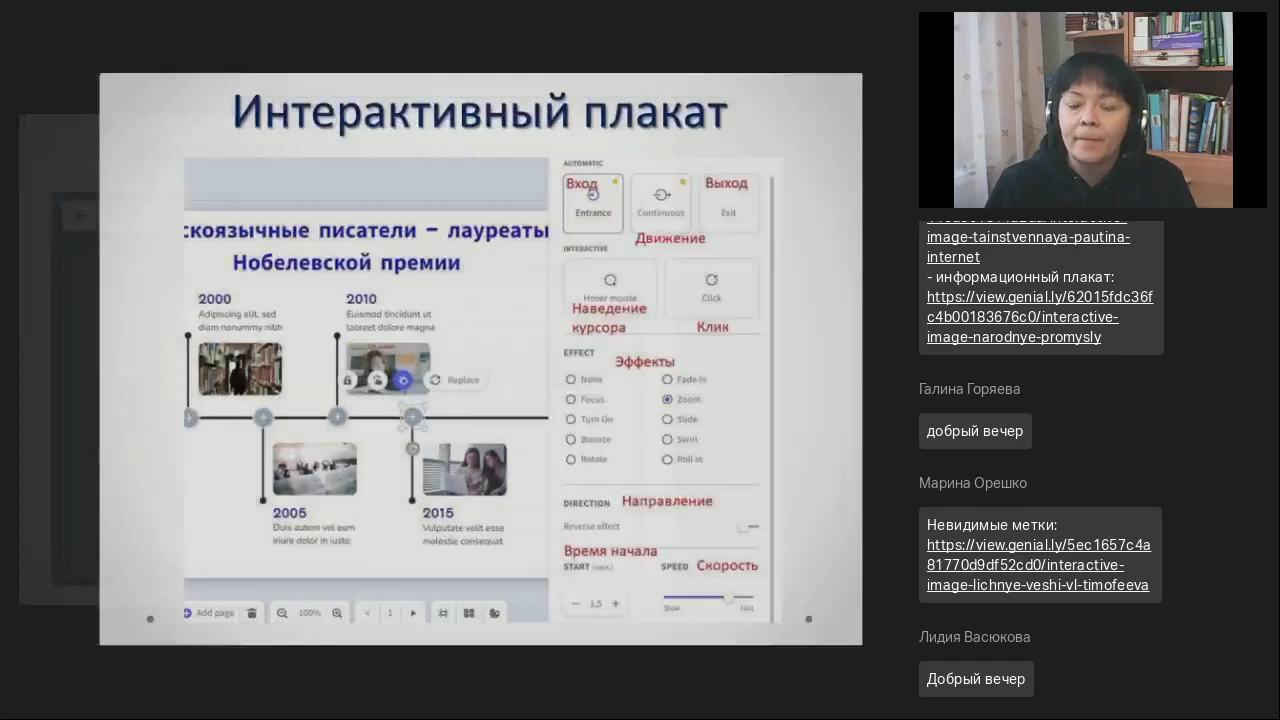 Интерактивный плакат
скоязычные писатели – лауреаты
Нобелевской премии
2000
Adipiscing elit, sed
diam nonummy nibh
2010
Euismod tincidunt ut
laoreet dolore magna
Replace
2005
Duis autem vel eum
iriure dolor in iusto
2015
Vulputate velit esse
molestie consequat
Add page
100%
1
AUTOMATIC
Вход
Выход
Entrance
Continuous
Exit
Движение
INTERACTIVE
Hover mouse
Click
Наведение
курсора
Клик
EFFECT
Эффекты
None
Fade In
Focus
Zoom
Turn On
Slide
Bounce
Swirl
Rotate
Roll in
DIRECTION
Направление
Reverse effect
Время начала
START
SPEED
Скорость
1,5
Slow
Fast
image-tainstvennaya-pautina-
internet
- информационный плакат:
https://view.genial.ly/62015fdc36f
c4b00183676c0/interactive-
image-narodnye-promysly
Галина Горяева
добрый вечер
Марина Орешко
Невидимые метки:
https://view.genial.ly/5ec1657c4a
81770d9df52cd0/interactive-
image-lichnye-veshi-vl-timofeeva
Лидия Васюкова
Добрый вечер